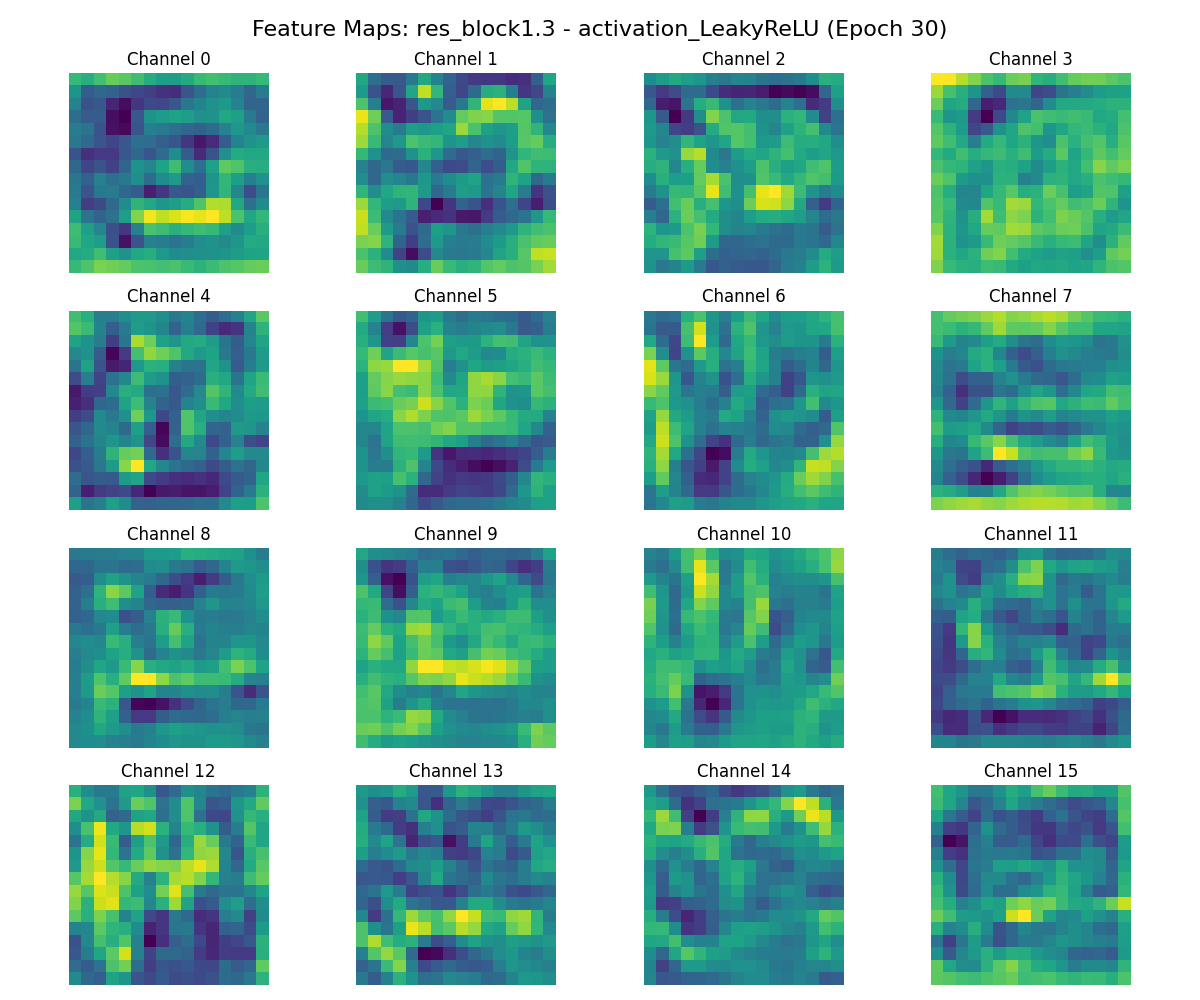 Feature Maps: res_block1.3 - activation_LeakyReLU (Epoch 30)
Channel 0
Channel 1
Channel 2
Channel 3
Channel 4
Channel 5
Channel 6
Channel 7
Channel 8
Channel 9
Channel 10
Channel 11
Channel 12
Channel 13
Channel 14
Channel 15